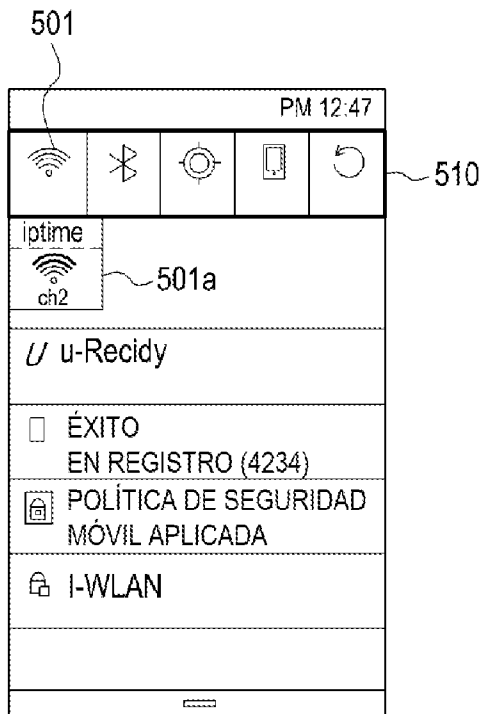 501
PM 12:47
510
iptime
ch2
501a
U u-Recidy
ÉXITO
EN REGISTRO (4234)
POLÍTICA DE SEGURIDAD
MÓVIL APLICADA
I-WLAN